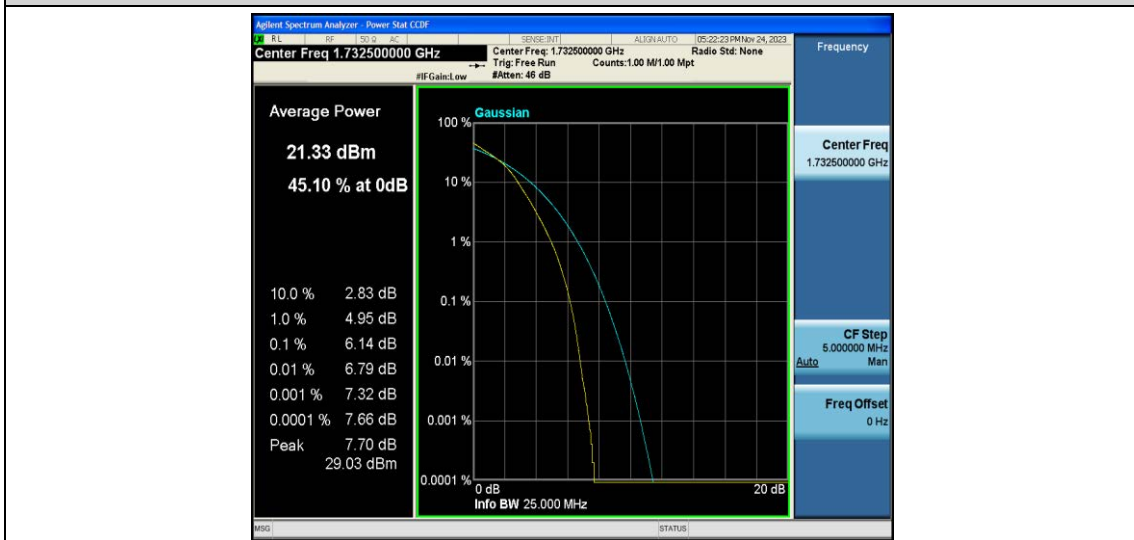 Agilent Spectrum Analyzer - Power Stat CCDF
RL RF 50 Ω AC SENSE:INT ALIGN AUTO 05:22:23 PM Nov 24, 2023
Center Freq 1.732500000 GHz
Center Freq: 1.732500000 GHz Radio Std: None
Trig: Free Run Counts:1.00 M/1.00 Mpt
#IFGain:Low #Atten: 46 dB
Frequency
Average Power
21.33 dBm
45.10 % at 0dB
10.0 % 2.83 dB
1.0 % 4.95 dB
0.1 % 6.14 dB
0.01 % 6.79 dB
0.001 % 7.32 dB
0.0001 % 7.66 dB
Peak 7.70 dB
29.03 dBm
Gaussian
100 %
10 %
1 %
0.1 %
0.01 %
0.001 %
0.0001 %
0 dB 20 dB
Info BW 25.000 MHz
Center Freq
1.732500000 GHz
CF Step
5.000000 MHz
Auto Man
Freq Offset
0 Hz
MSG STATUS